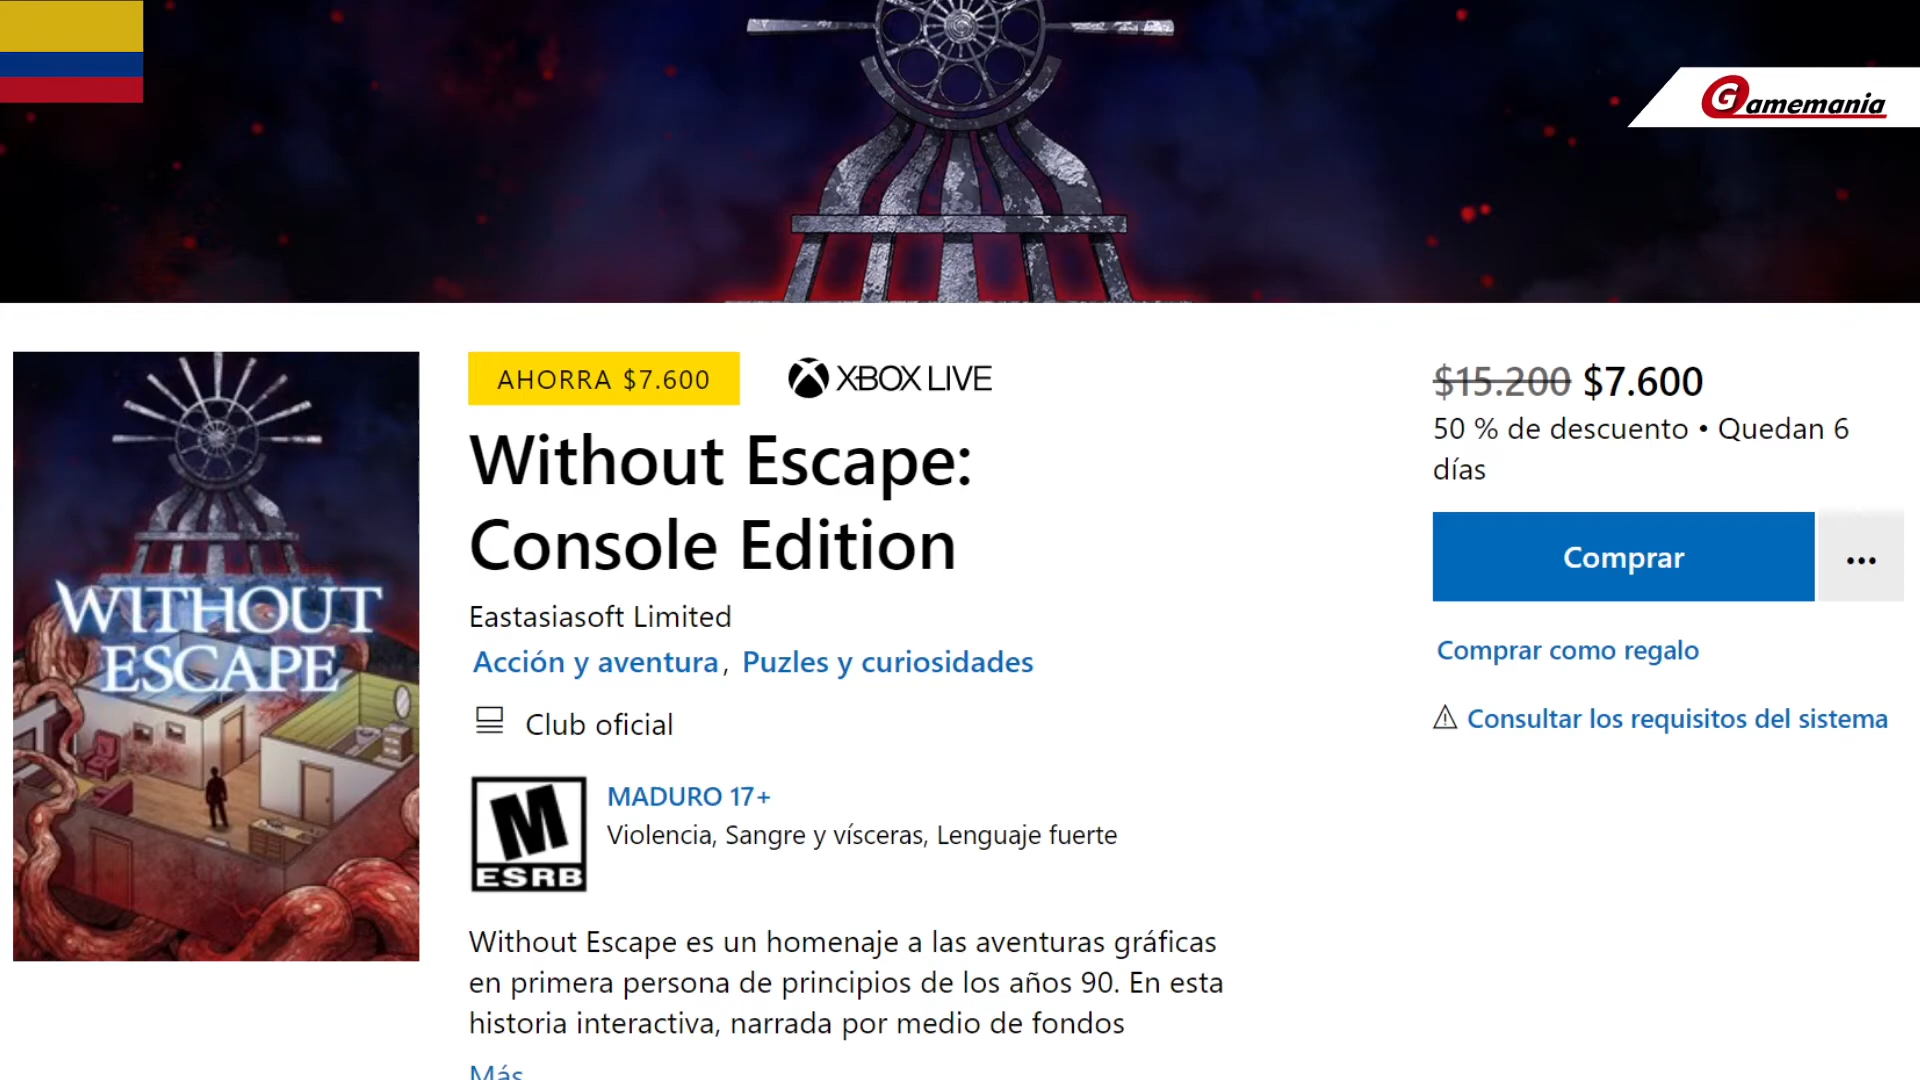 Gamemania
AHORRA $7.600
XBOX LIVE
$15.200 $7.600
50 % de descuento • Quedan 6
días
Without Escape:
Console Edition
Comprar
...
Eastasiasoft Limited
Acción y aventura, Puzles y curiosidades
Comprar como regalo
Club oficial
Consultar los requisitos del sistema
WITHOUT
ESCAPE
M
ESRB
MADURO 17+
Violencia, Sangre y vísceras, Lenguaje fuerte
Without Escape es un homenaje a las aventuras gráficas
en primera persona de principios de los años 90. En esta
historia interactiva, narrada por medio de fondos
Más